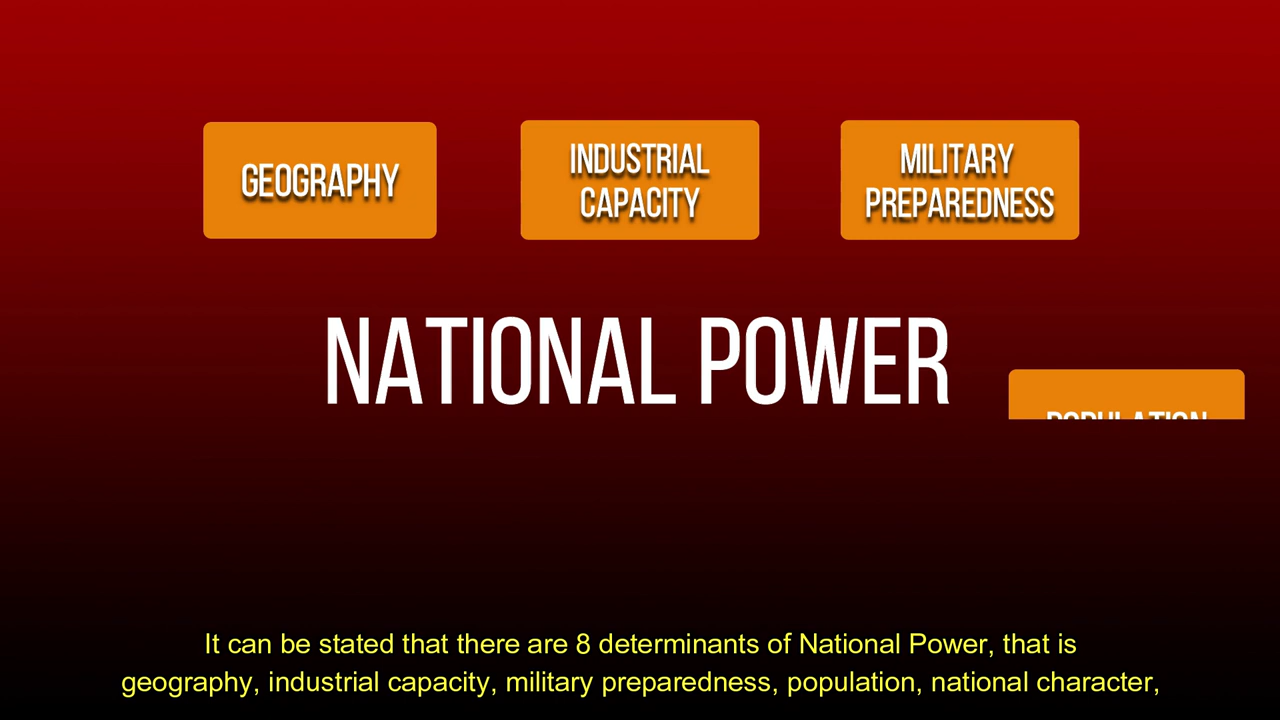 GEOGRAPHY
INDUSTRIAL
CAPACITY
MILITARY
PREPAREDNESS
NATIONAL POWER
POPULATION
It can be stated that there are 8 determinants of National Power, that is
geography, industrial capacity, military preparedness, population, national character,